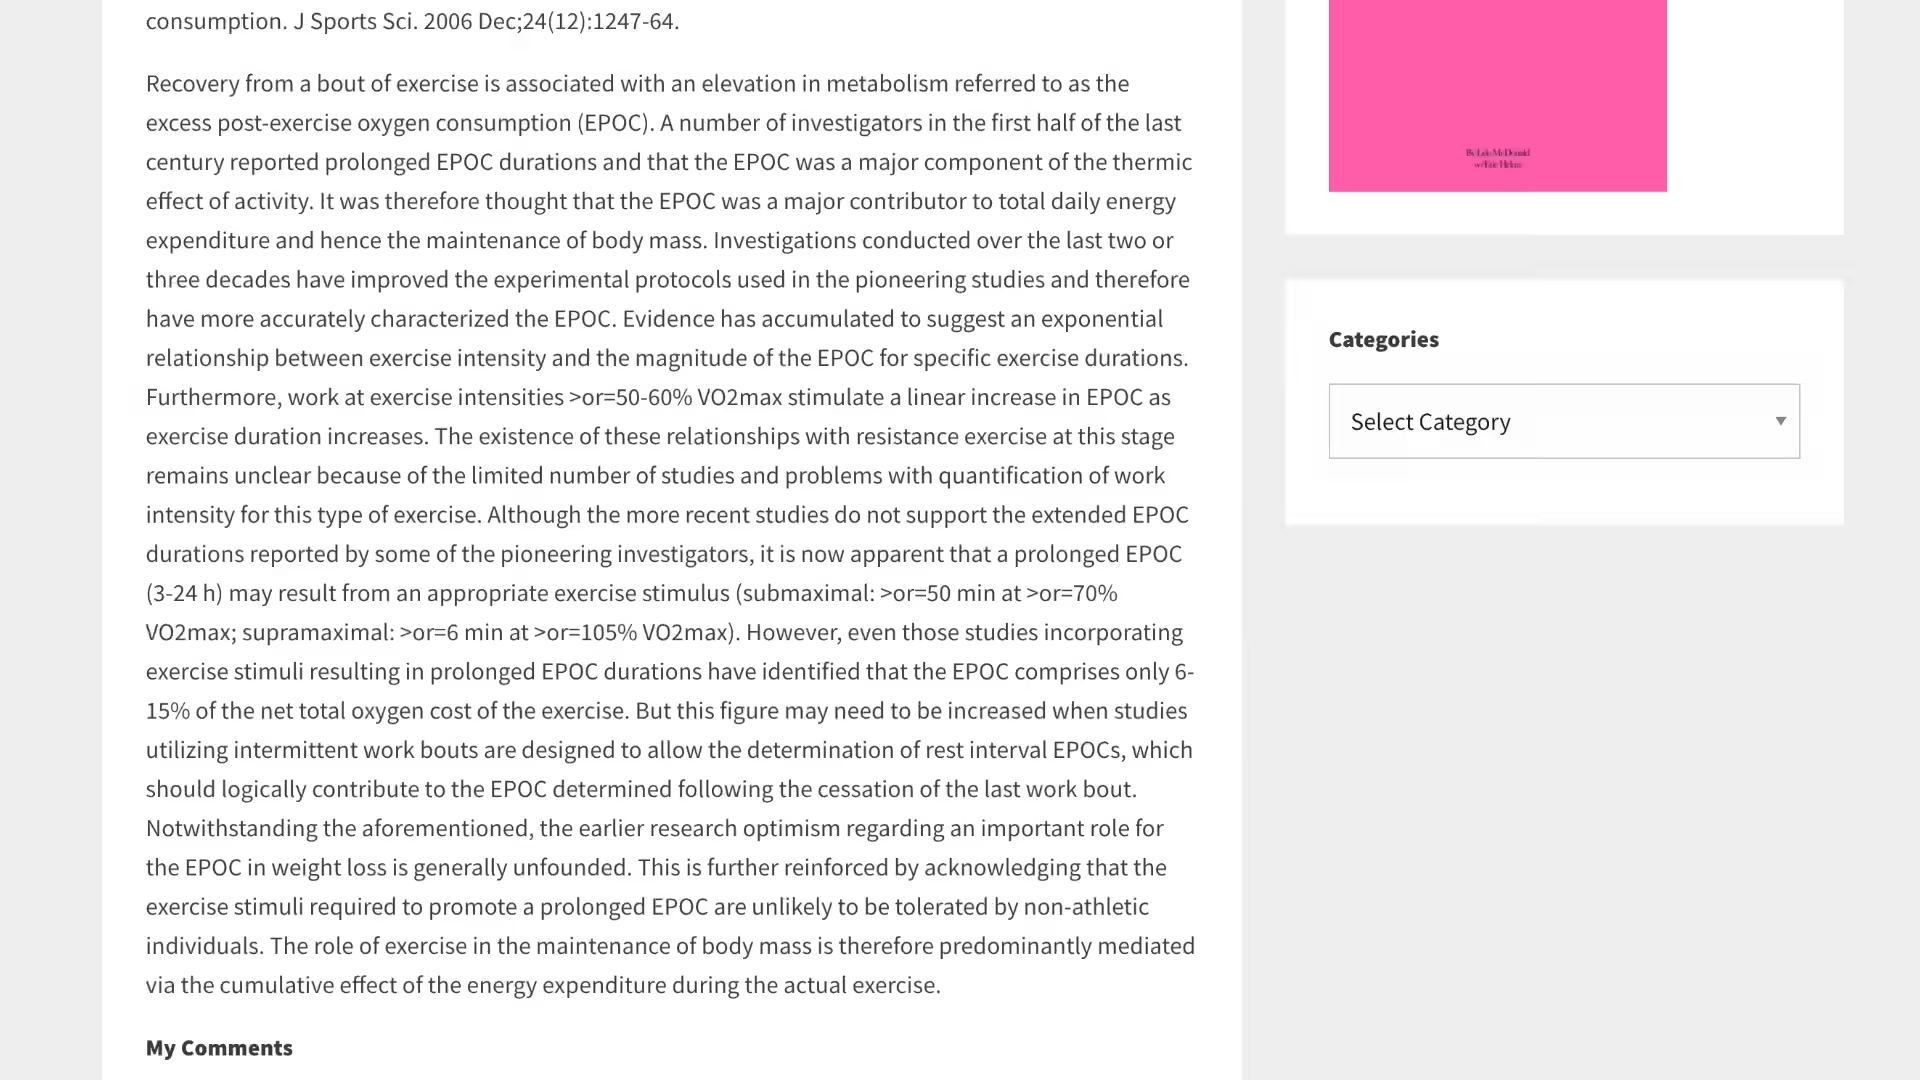 consumption. J Sports Sci. 2006 Dec;24(12):1247-64.
Recovery from a bout of exercise is associated with an elevation in metabolism referred to as the
excess post-exercise oxygen consumption (EPOC). A number of investigators in the first half of the last
century reported prolonged EPOC durations and that the EPOC was a major component of the thermic
effect of activity. It was therefore thought that the EPOC was a major contributor to total daily energy
expenditure and hence the maintenance of body mass. Investigations conducted over the last two or
three decades have improved the experimental protocols used in the pioneering studies and therefore
have more accurately characterized the EPOC. Evidence has accumulated to suggest an exponential
relationship between exercise intensity and the magnitude of the EPOC for specific exercise durations.
Furthermore, work at exercise intensities >or=50-60% VO2max stimulate a linear increase in EPOC as
exercise duration increases. The existence of these relationships with resistance exercise at this stage
remains unclear because of the limited number of studies and problems with quantification of work
intensity for this type of exercise. Although the more recent studies do not support the extended EPOC
durations reported by some of the pioneering investigators, it is now apparent that a prolonged EPOC
(3-24 h) may result from an appropriate exercise stimulus (submaximal: >or=50 min at >or=70%
VO2max; supramaximal: >or=6 min at >or=105% VO2max). However, even those studies incorporating
exercise stimuli resulting in prolonged EPOC durations have identified that the EPOC comprises only 6-
15% of the net total oxygen cost of the exercise. But this figure may need to be increased when studies
utilizing intermittent work bouts are designed to allow the determination of rest interval EPOCs, which
should logically contribute to the EPOC determined following the cessation of the last work bout.
Notwithstanding the aforementioned, the earlier research optimism regarding an important role for
the EPOC in weight loss is generally unfounded. This is further reinforced by acknowledging that the
exercise stimuli required to promote a prolonged EPOC are unlikely to be tolerated by non-athletic
individuals. The role of exercise in the maintenance of body mass is therefore predominantly mediated
via the cumulative effect of the energy expenditure during the actual exercise.
My Comments
By Lyle McDonald
w/Eric Helms
Categories
Select Category